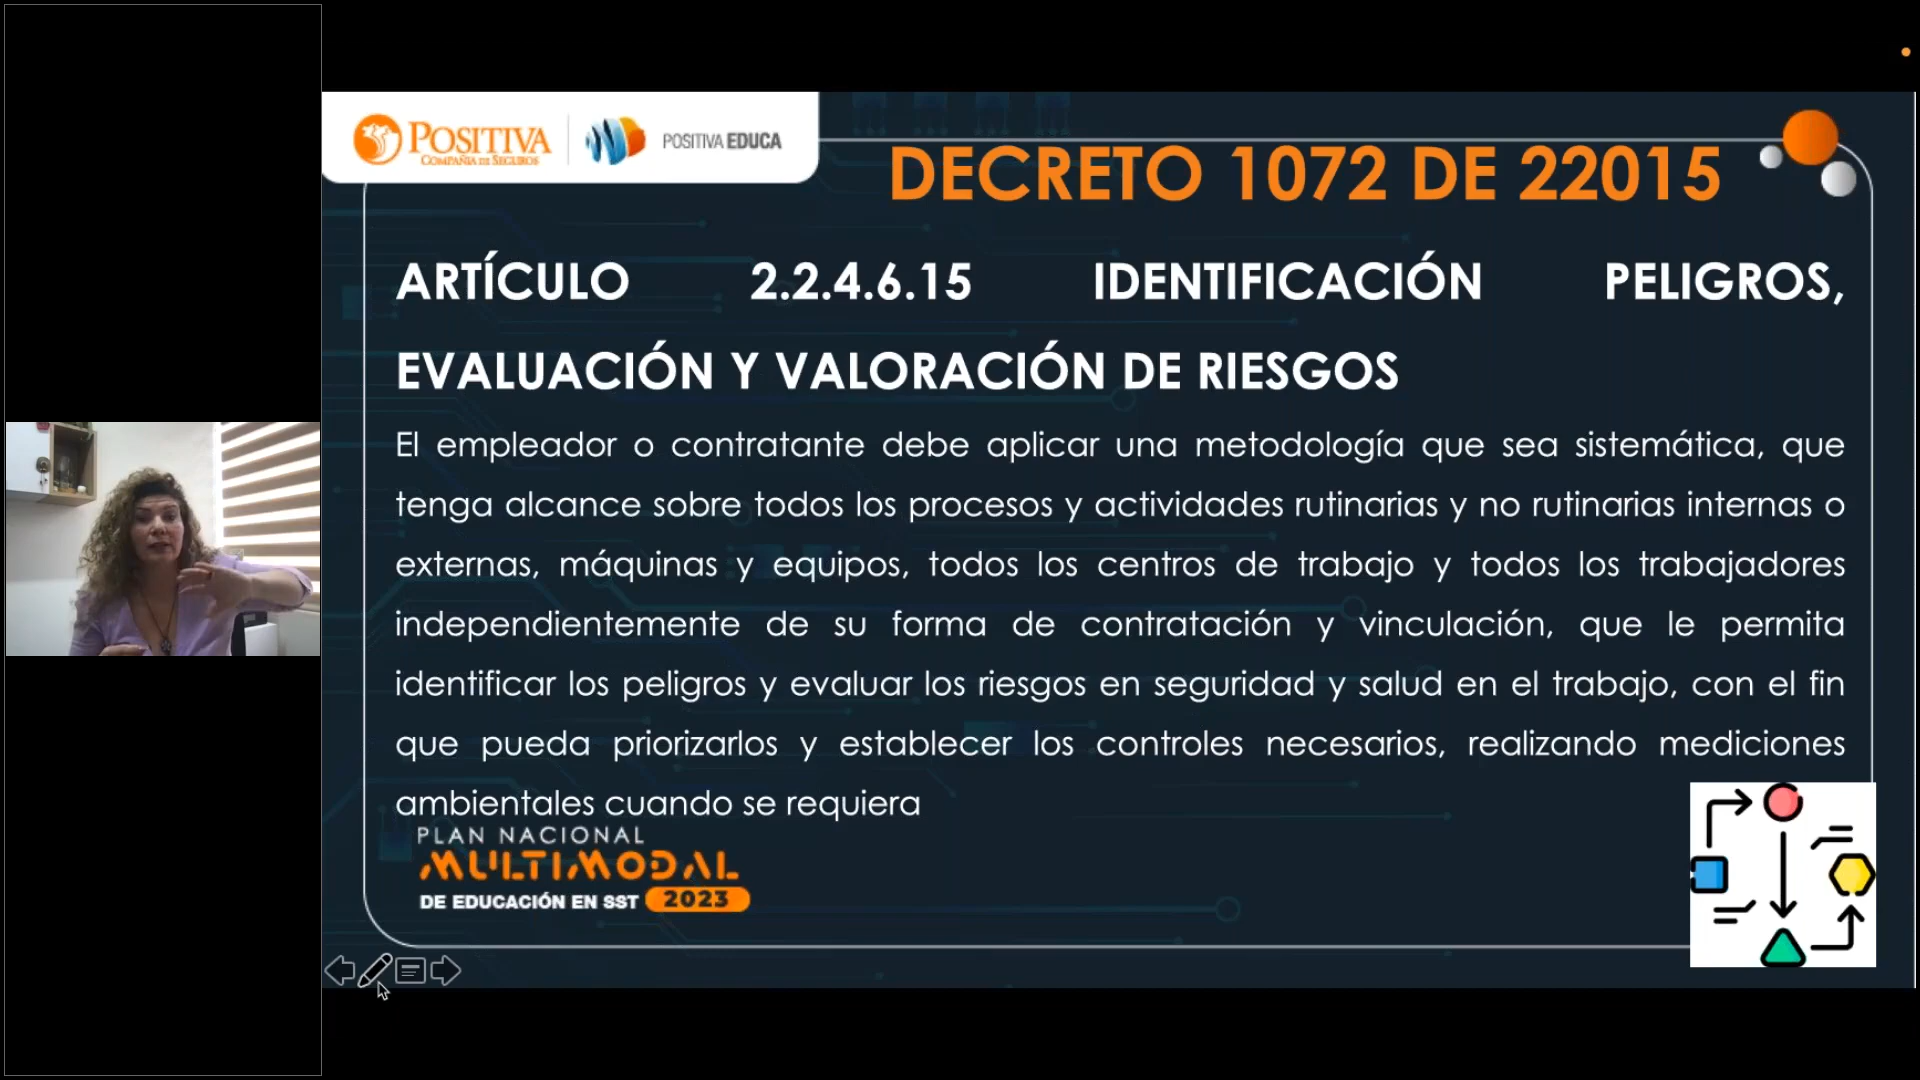 POSITIVA
COMPAÑÍA DE SEGUROS
POSITIVA EDUCA
DECRETO 1072 DE 22015
ARTÍCULO 2.2.4.6.15 IDENTIFICACIÓN PELIGROS,
EVALUACIÓN Y VALORACIÓN DE RIESGOS
El empleador o contratante debe aplicar una metodología que sea sistemática, que
tenga alcance sobre todos los procesos y actividades rutinarias y no rutinarias internas o
externas, máquinas y equipos, todos los centros de trabajo y todos los trabajadores
independientemente de su forma de contratación y vinculación, que le permita
identificar los peligros y evaluar los riesgos en seguridad y salud en el trabajo, con el fin
que pueda priorizarlos y establecer los controles necesarios, realizando mediciones
ambientales cuando se requiera
PLAN NACIONAL
MULTIMODAL
DE EDUCACIÓN EN SST 2023